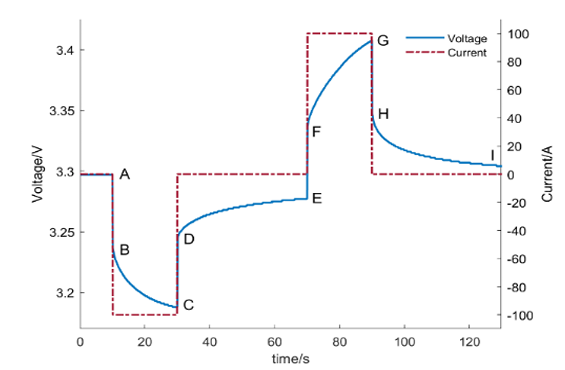 Voltage
Current
3.4
3.35
3.3
3.25
3.2
Voltage/V
100
80
60
40
20
0
-20
-40
-60
-80
-100
Current/A
A
B
C
D
E
F
G
H
I
0
20
40
60
80
100
120
time/s